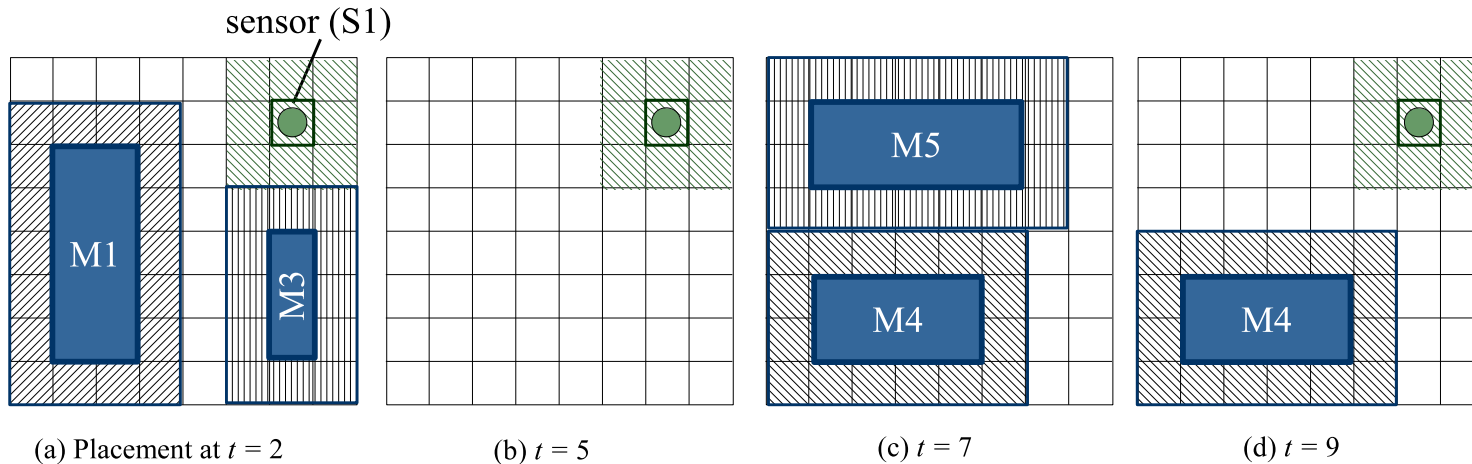 sensor (S1)
M1
M3
M5
M4
M4
(a) Placement at t = 2
(b) t = 5
(c) t = 7
(d) t = 9